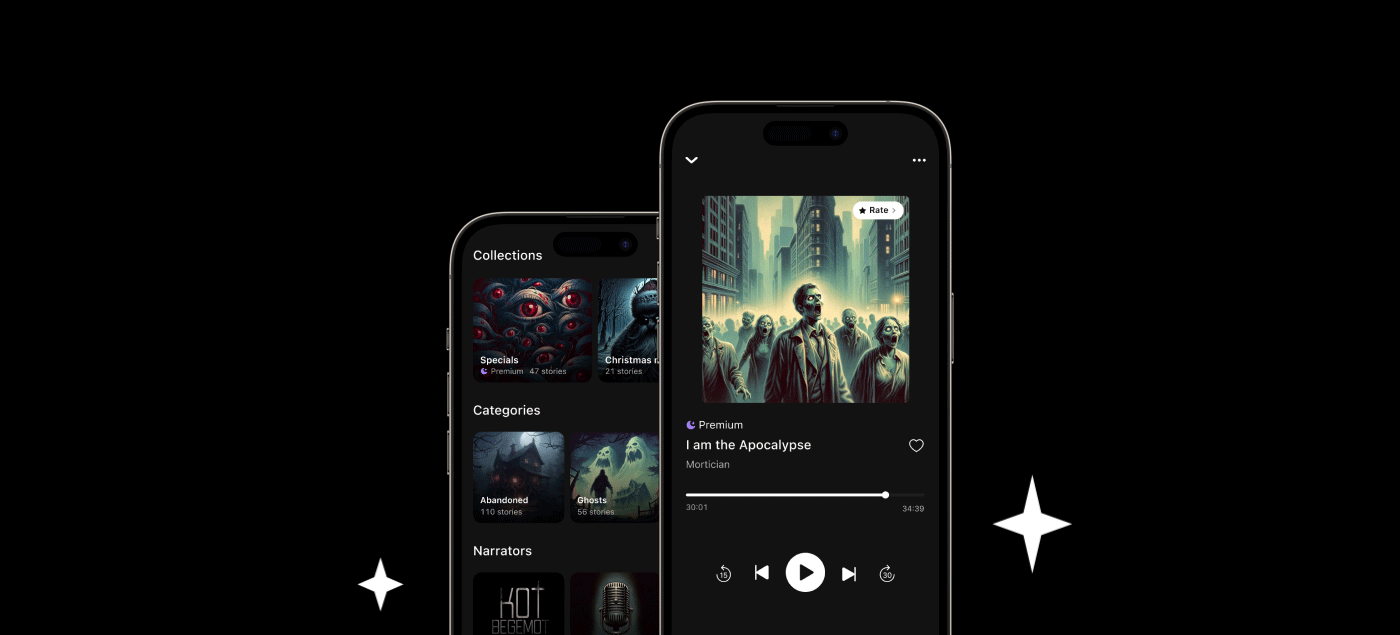 Collections
Specials
Premium 47 stories
Christmas r
21 stories
Categories
Abandoned
110 stories
Ghosts
56 stories
Narrators
KOT
BEGEMOT
Rate
Premium
I am the Apocalypse
Mortician
30:01
34:39
15
30